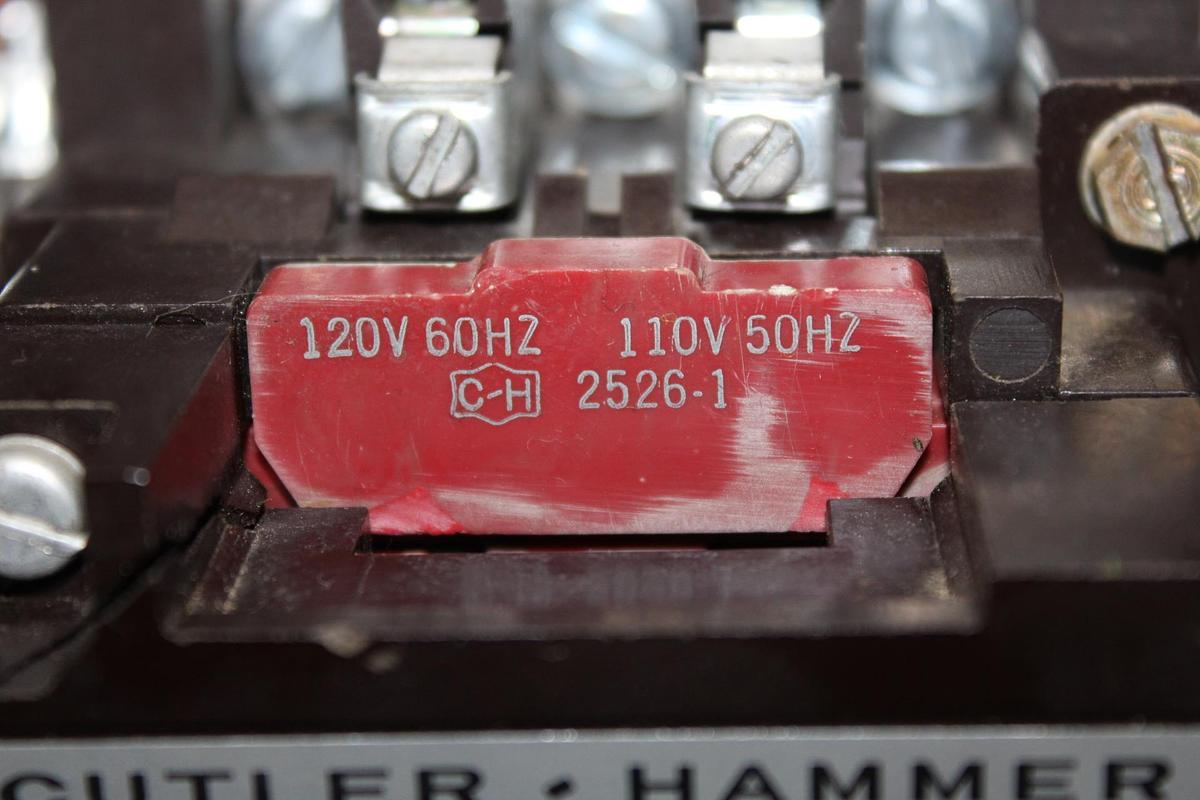 120V 60HZ 110V 50HZ
C-H 2526-1
CUTLER · HAMMER